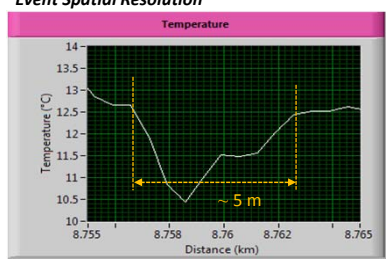 Event Spatial Resolution
Temperature
14
13.5
13
12.5
12
11.5
11
10.5
10
Temperature (°C)
~ 5 m
8.755 8.758 8.76 8.762 8.765
Distance (km)